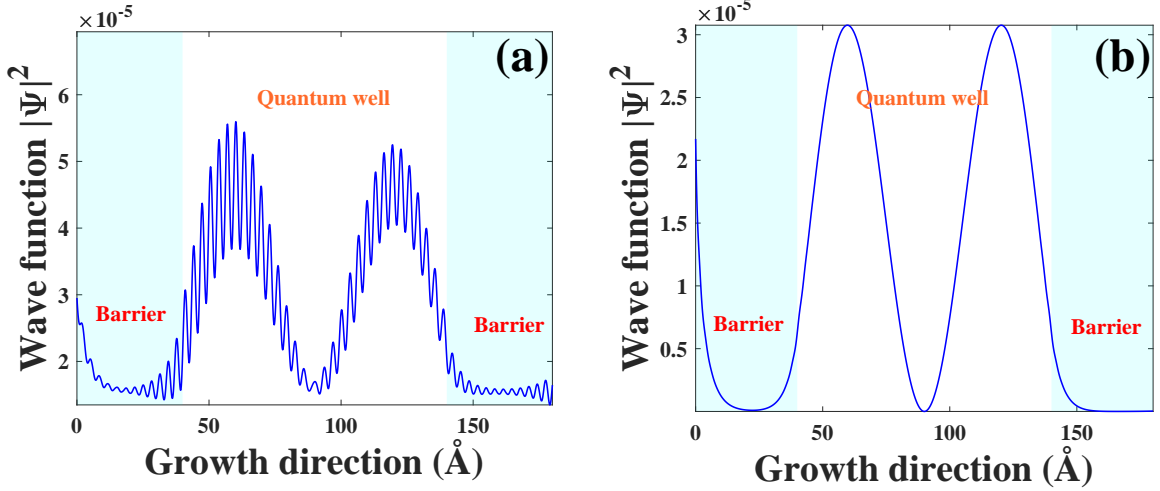 ×10^-5
(a)
Quantum well
Barrier
Barrier
6
5
4
3
2
0
50
100
150
Wave function |Ψ|^2
Growth direction (Å)
×10^-5
(b)
Quantum well
Barrier
Barrier
3
2.5
2
1.5
1
0.5
0
50
100
150
Wave function |Ψ|^2
Growth direction (Å)